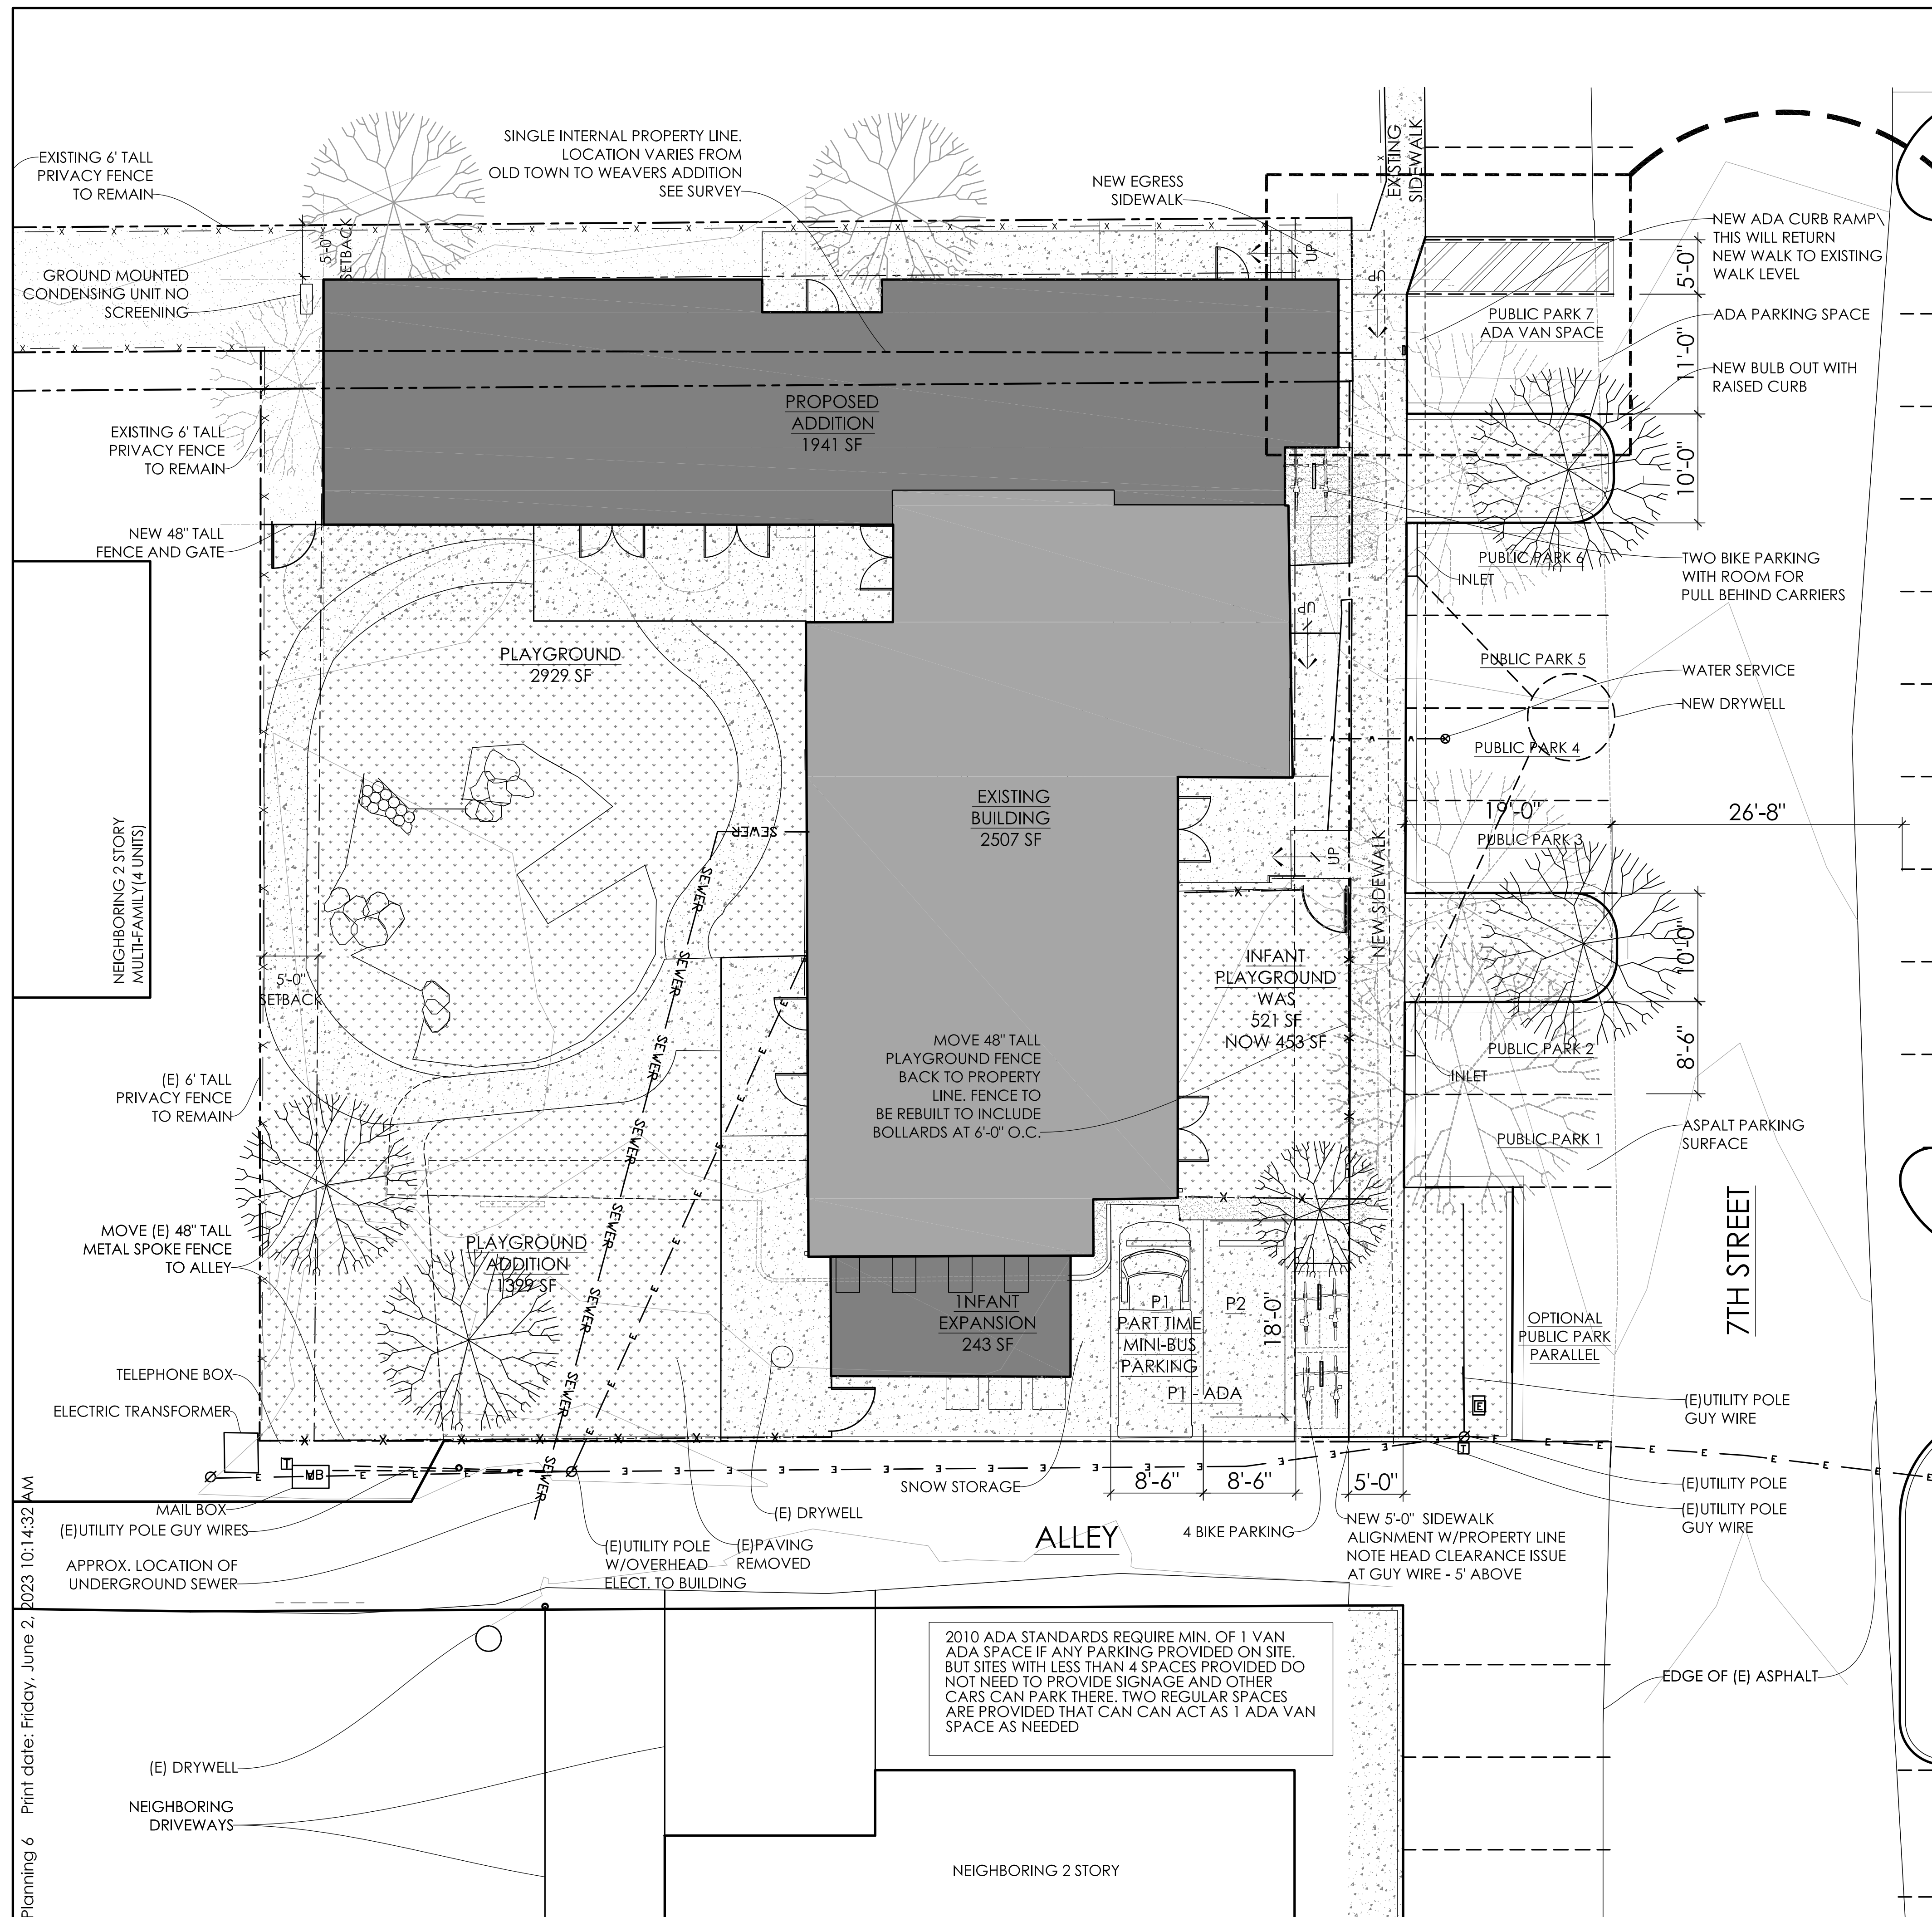 SINGLE INTERNAL PROPERTY LINE.
LOCATION VARIES FROM
OLD TOWN TO WEAVERS ADDITION
SEE SURVEY
EXISTING 6' TALL
PRIVACY FENCE
TO REMAIN
NEW EGRESS
SIDEWALK
EXISTING
SIDEWALK
5'-0"
SETBACK
GROUND MOUNTED
CONDENSING UNIT NO
SCREENING
UP
UP
NEW ADA CURB RAMP\
THIS WILL RETURN
NEW WALK TO EXISTING
WALK LEVEL
5'-0"
PUBLIC PARK 7
ADA VAN SPACE
ADA PARKING SPACE
11'-0"
NEW BULB OUT WITH
RAISED CURB
PROPOSED
ADDITION
1941 SF
EXISTING 6' TALL
PRIVACY FENCE
TO REMAIN
10'-0"
NEW 48" TALL
FENCE AND GATE
PUBLIC PARK 6
INLET
TWO BIKE PARKING
WITH ROOM FOR
PULL BEHIND CARRIERS
UP
PLAYGROUND
2929 SF
PUBLIC PARK 5
WATER SERVICE
NEW DRYWELL
PUBLIC PARK 4
EXISTING
BUILDING
2507 SF
19'-0"
26'-8"
PUBLIC PARK 3
SEWER
SEWER
SEWER
SEWER
SEWER
SEWER
SEWER
SEWER
SEWER
UP
NEW SIDEWALK
NEIGHBORING 2 STORY
MULTI-FAMILY(4 UNITS)
10'-0"
INFANT
PLAYGROUND
WAS
521 SF
NOW 453 SF
5'-0"
SETBACK
MOVE 48" TALL
PLAYGROUND FENCE
BACK TO PROPERTY
LINE. FENCE TO
BE REBUILT TO INCLUDE
BOLLARDS AT 6'-0" O.C.
PUBLIC PARK 2
8'-6"
INLET
(E) 6' TALL
PRIVACY FENCE
TO REMAIN
PUBLIC PARK 1
ASPALT PARKING
SURFACE
7TH STREET
MOVE (E) 48" TALL
METAL SPOKE FENCE
TO ALLEY
PLAYGROUND
ADDITION
1399 SF
INFANT
EXPANSION
243 SF
P1
PART TIME
MINI-BUS
PARKING
P2
18'-0"
P1 - ADA
OPTIONAL
PUBLIC PARK
PARALLEL
TELEPHONE BOX
ELECTRIC TRANSFORMER
(E)UTILITY POLE
GUY WIRE
E
T
T
MB
SNOW STORAGE
8'-6"
8'-6"
5'-0"
(E)UTILITY POLE
(E)UTILITY POLE
GUY WIRE
MAIL BOX
(E)UTILITY POLE GUY WIRES
(E) DRYWELL
ALLEY
4 BIKE PARKING
NEW 5'-0" SIDEWALK
ALIGNMENT W/PROPERTY LINE
NOTE HEAD CLEARANCE ISSUE
AT GUY WIRE - 5' ABOVE
APPROX. LOCATION OF
UNDERGROUND SEWER
(E)UTILITY POLE
W/OVERHEAD
ELECT. TO BUILDING
(E)PAVING
REMOVED
2010 ADA STANDARDS REQUIRE MIN. OF 1 VAN
ADA SPACE IF ANY PARKING PROVIDED ON SITE.
BUT SITES WITH LESS THAN 4 SPACES PROVIDED DO
NOT NEED TO PROVIDE SIGNAGE AND OTHER
CARS CAN PARK THERE. TWO REGULAR SPACES
ARE PROVIDED THAT CAN CAN ACT AS 1 ADA VAN
SPACE AS NEEDED
EDGE OF (E) ASPHALT
(E) DRYWELL
NEIGHBORING
DRIVEWAYS
NEIGHBORING 2 STORY
Planning 6 Print date: Friday, June 2, 2023 10:14:32 AM